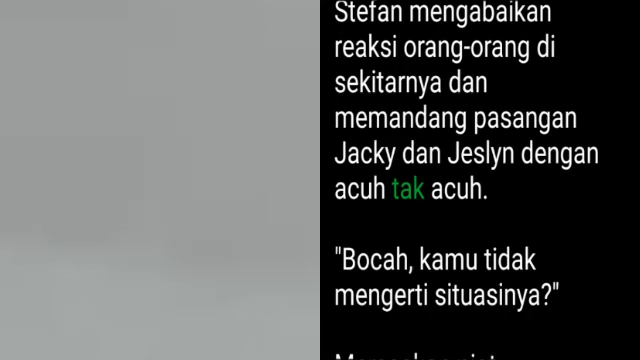 Stefan mengabaikan
reaksi orang-orang di
sekitarnya dan
memandang pasangan
Jacky dan Jeslyn dengan
acuh tak acuh.
"Bocah, kamu tidak
mengerti situasinya?"